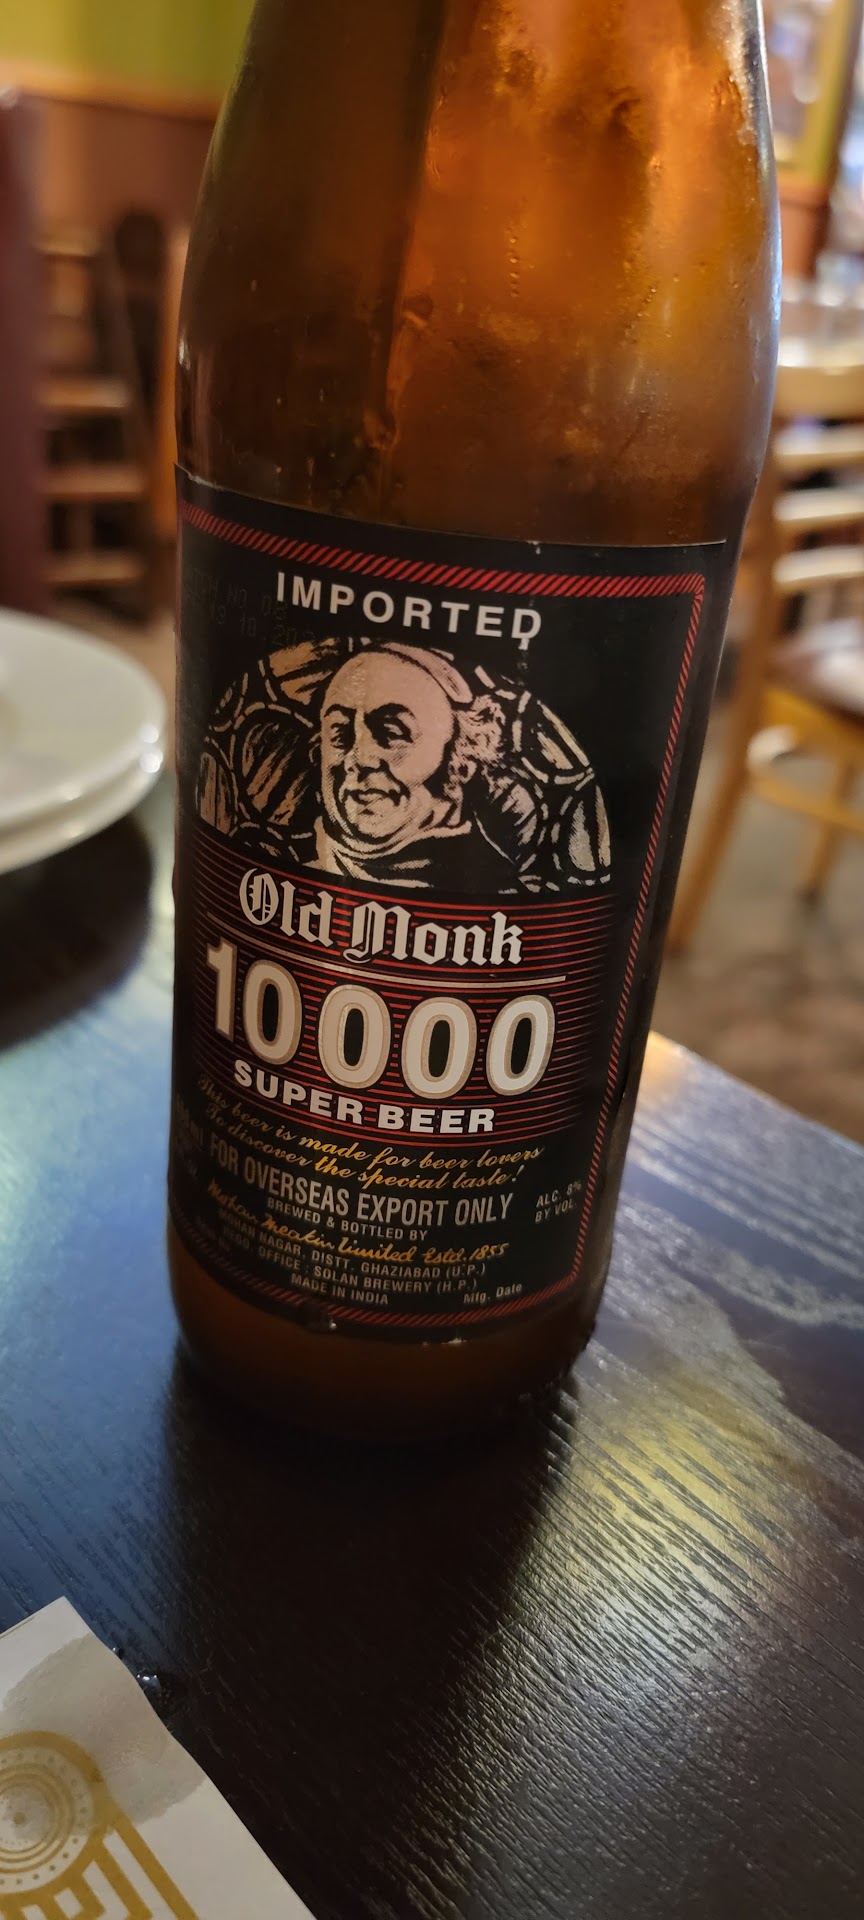 IMPORTED
Old Monk
10000
SUPER BEER
This beer is made for beer lovers
To discover the special taste!
FOR OVERSEAS EXPORT ONLY
ALC. 8%
BY VOL.
BREWED & BOTTLED BY
Mohan Meakin Limited Estd. 1855
MOHAN NAGAR, DISTT. GHAZIABAD (U.P.)
REGD. OFFICE : SOLAN BREWERY (H.P.)
MADE IN INDIA
Mfg. Date